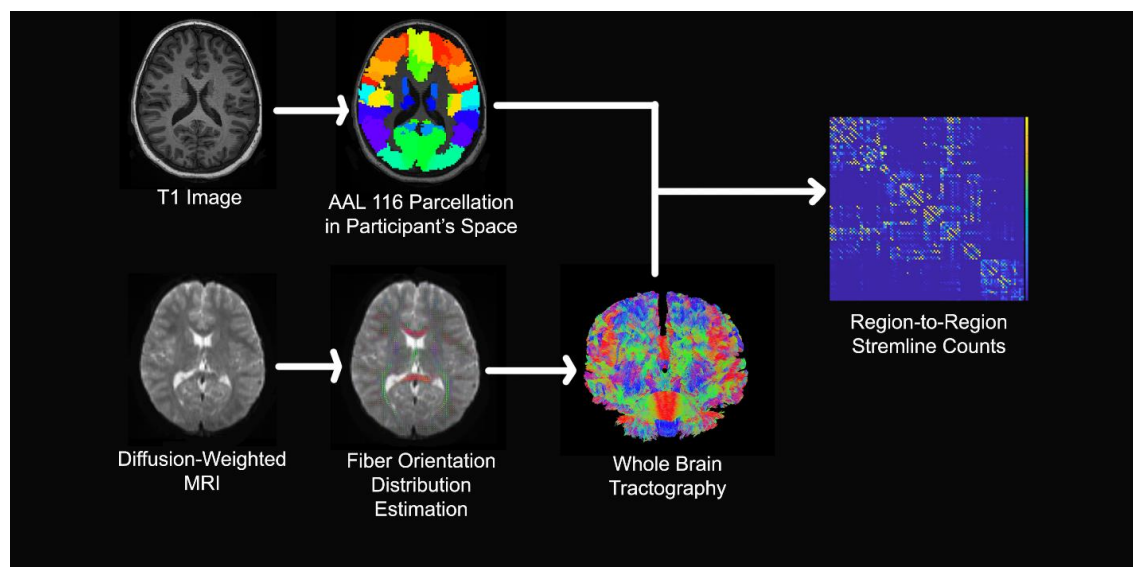 T1 Image
AAL 116 Parcellation
in Participant's Space
Diffusion-Weighted
MRI
Fiber Orientation
Distribution
Estimation
Whole Brain
Tractography
Region-to-Region
Stremline Counts